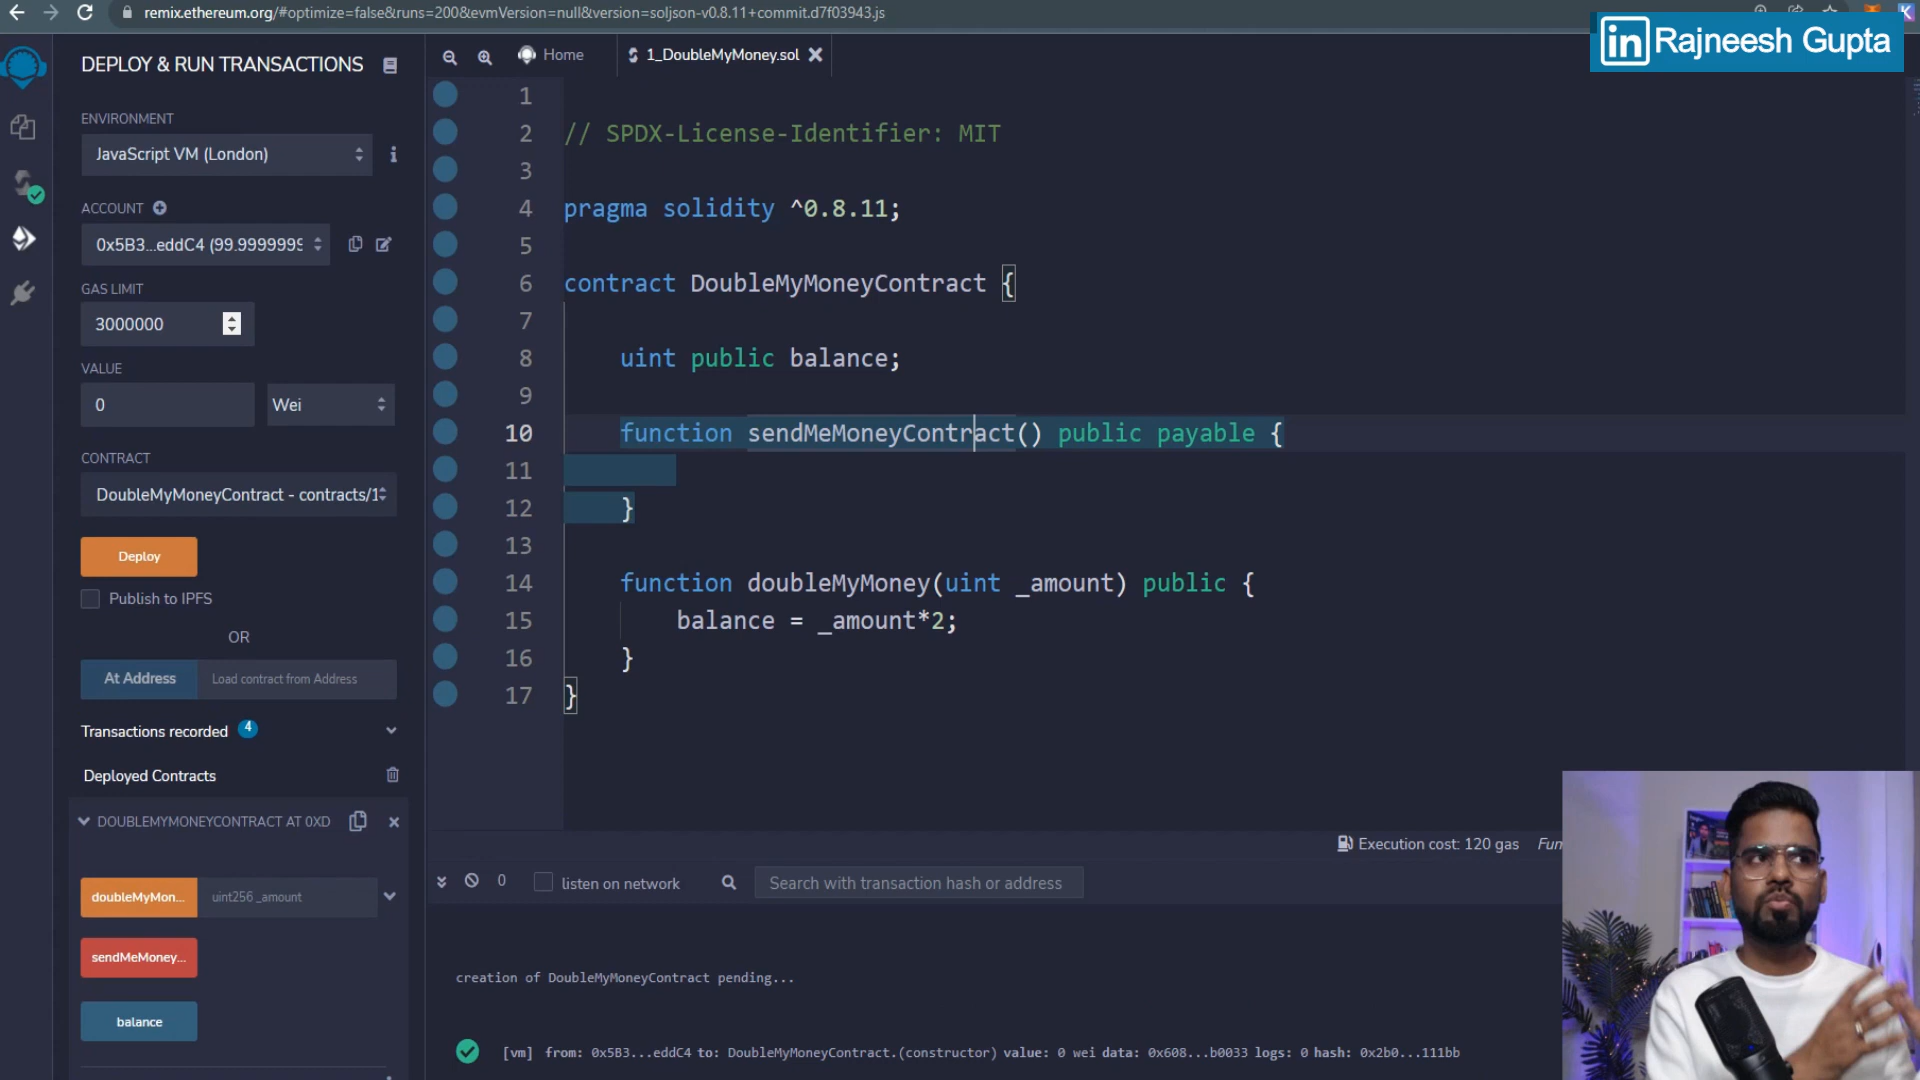 remix.ethereum.org/#optimize=false&runs=200&evmVersion=null&version=soljson-v0.8.11+commit.d7f03943.js
in Rajneesh Gupta
DEPLOY & RUN TRANSACTIONS
Home
1_DoubleMyMoney.sol
ENVIRONMENT
JavaScript VM (London)
ACCOUNT
0x5B3...eddC4 (99.9999999
GAS LIMIT
3000000
VALUE
0
Wei
CONTRACT
DoubleMyMoneyContract - contracts/1
Deploy
Publish to IPFS
OR
At Address
Load contract from Address
Transactions recorded 4
Deployed Contracts
DOUBLEMYMONEYCONTRACT AT 0XD
doubleMyMon...
uint256 _amount
sendMeMoney...
balance
1
2 // SPDX-License-Identifier: MIT
3
4 pragma solidity ^0.8.11;
5
6 contract DoubleMyMoneyContract {
7
8 uint public balance;
9
10 function sendMeMoneyContract() public payable {
11
12 }
13
14 function doubleMyMoney(uint _amount) public {
15 balance = _amount*2;
16 }
17 }
Execution cost: 120 gas
Fun
0
listen on network
Search with transaction hash or address
creation of DoubleMyMoneyContract pending...
[vm] from: 0x5B3...eddC4 to: DoubleMyMoneyContract.(constructor) value: 0 wei data: 0x608...b0033 logs: 0 hash: 0x2b0...111bb